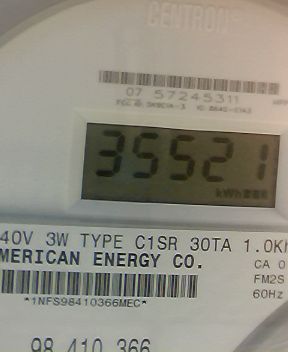 CENTRON
07 57245311
35521
kWh
40V 3W TYPE C1SR 30TA 1.0Kh
MERICAN ENERGY CO.
CA 0
FM2S
60Hz
*1NFS98410366MEC*
98 410 366